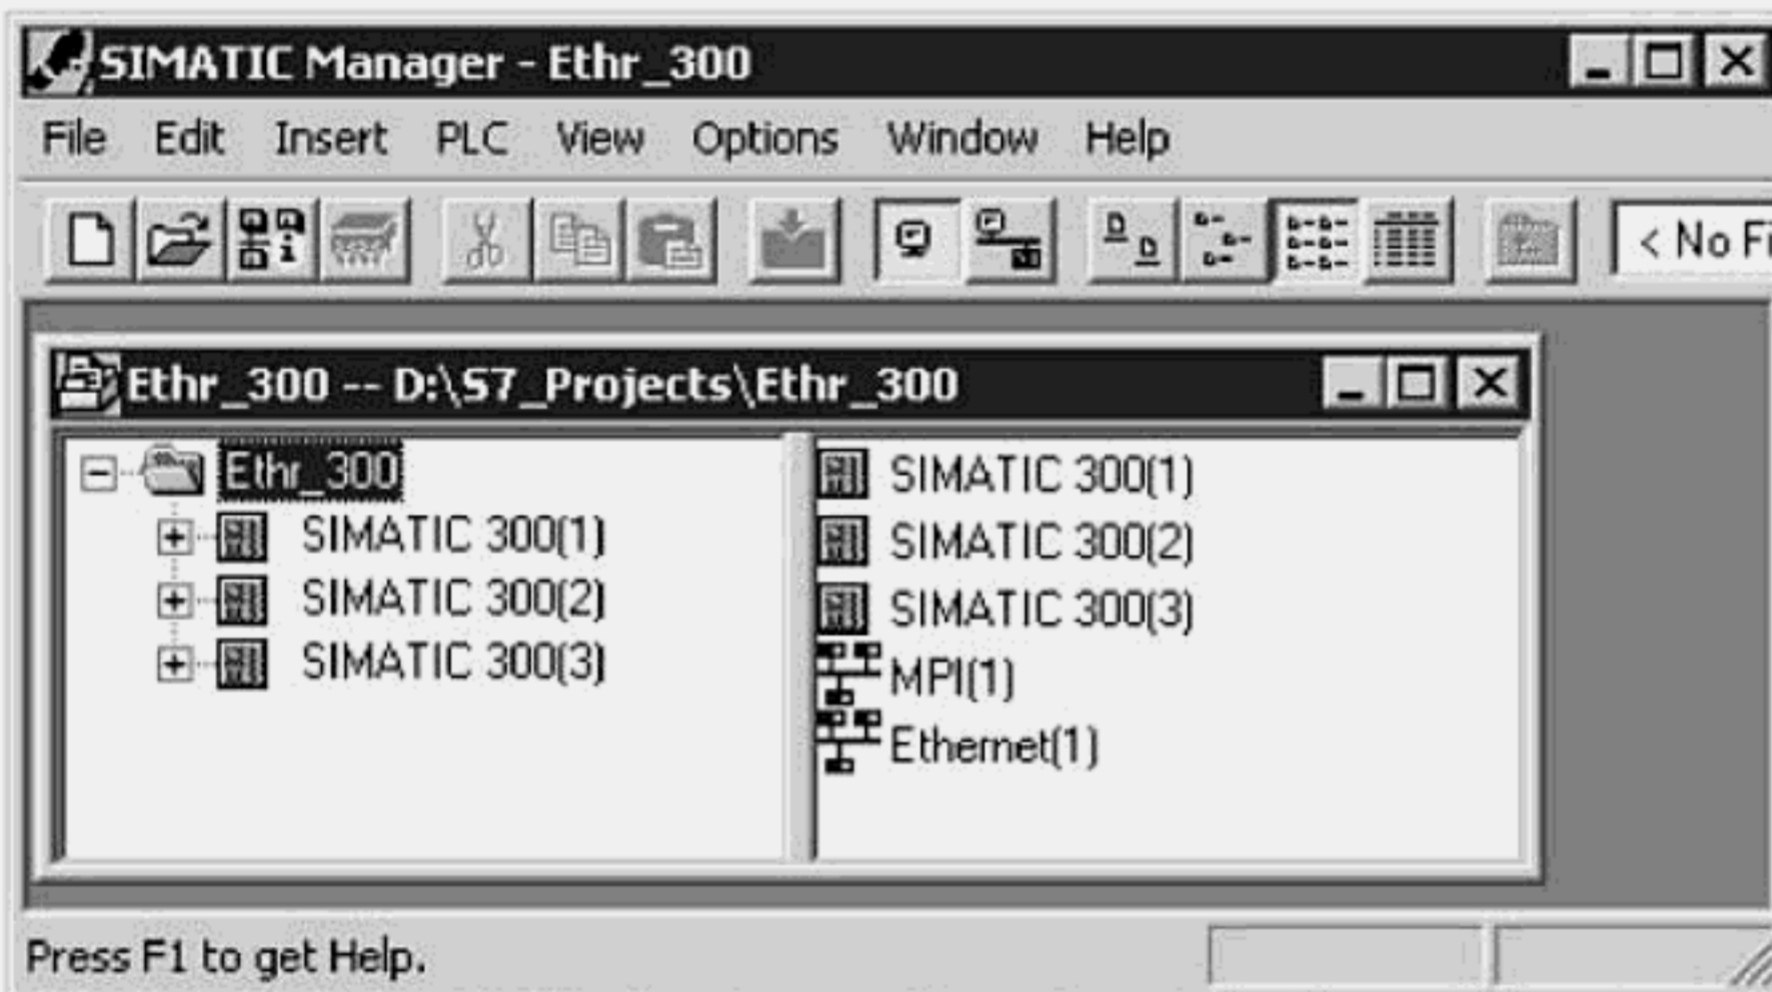 SIMATIC Manager - Ethr_300
File Edit Insert PLC View Options Window Help
< No Fi
Ethr_300 -- D:\S7_Projects\Ethr_300
Ethr_300
SIMATIC 300(1)
SIMATIC 300(2)
SIMATIC 300(3)
SIMATIC 300(1)
SIMATIC 300(2)
SIMATIC 300(3)
MPI(1)
Ethernet(1)
Press F1 to get Help.